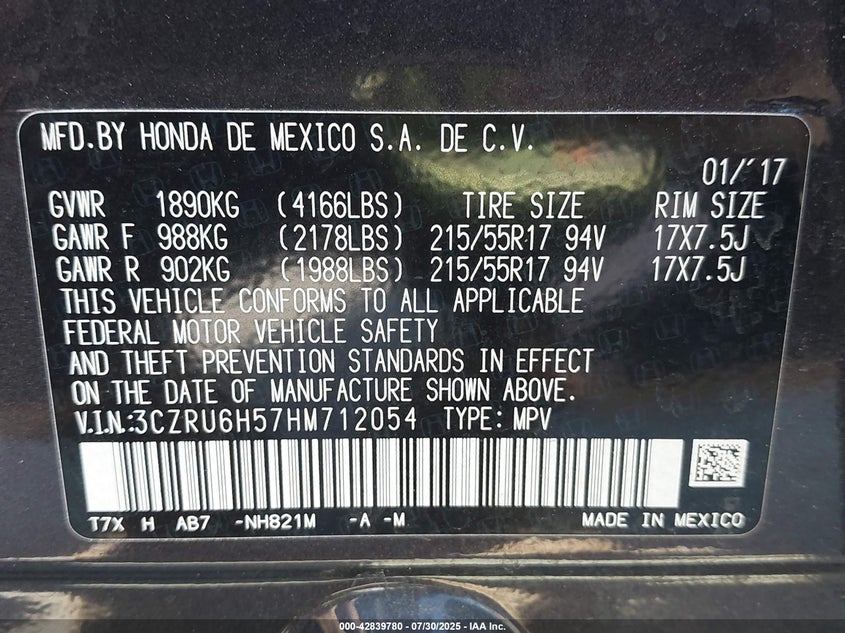 MFD.BY HONDA DE MEXICO S.A. DE C.V.
01/'17
GVWR 1890KG (4166LBS) TIRE SIZE RIM SIZE
GAWR F 988KG (2178LBS) 215/55R17 94V 17X7.5J
GAWR R 902KG (1988LBS) 215/55R17 94V 17X7.5J
THIS VEHICLE CONFORMS TO ALL APPLICABLE
FEDERAL MOTOR VEHICLE SAFETY
AND THEFT PREVENTION STANDARDS IN EFFECT
ON THE DATE OF MANUFACTURE SHOWN ABOVE.
V.I.N.:3CZRU6H57HM712054 TYPE: MPV
T7X H AB7 -NH821M -A -M MADE IN MEXICO
000-42839780 - 07/30/2025 - IAA Inc.